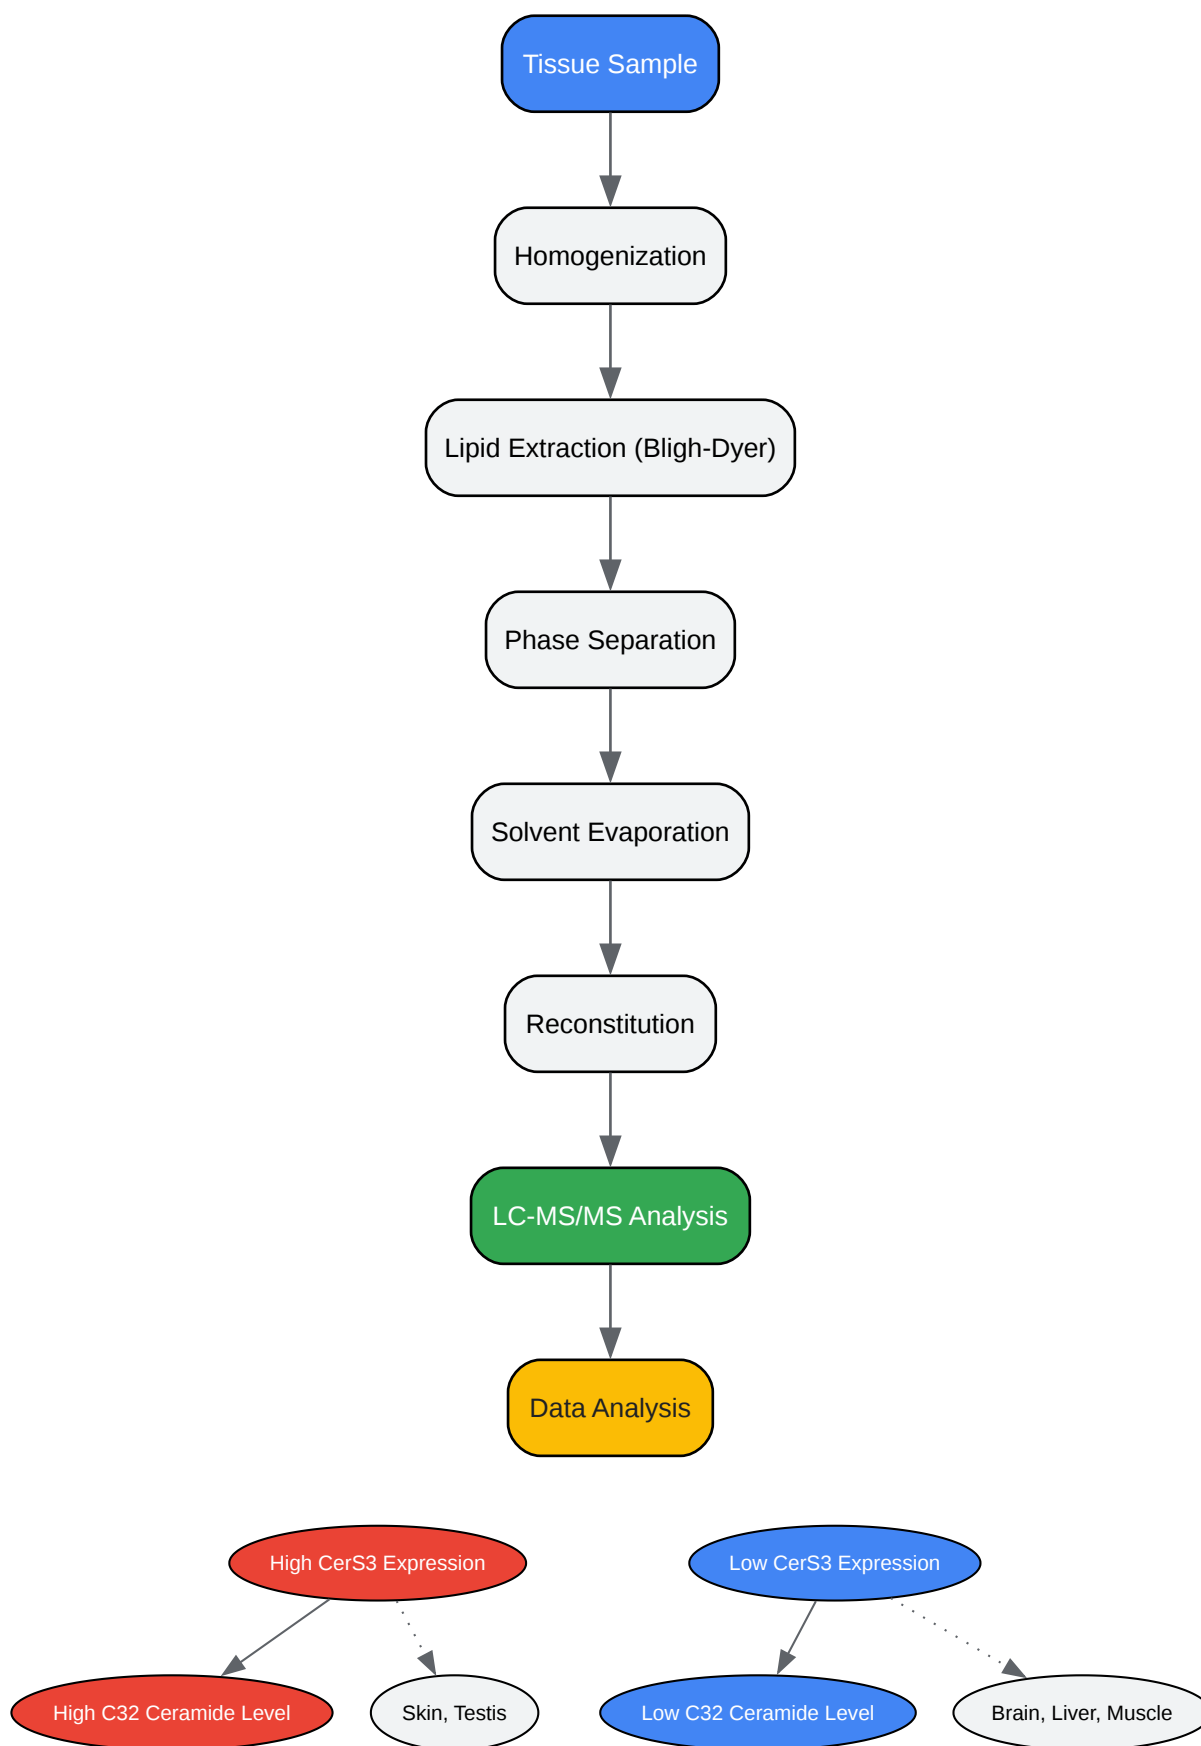 Tissue Sample
Homogenization
Lipid Extraction (Bligh-Dyer)
Phase Separation
Solvent Evaporation
Reconstitution
LC-MS/MS Analysis
Data Analysis
High CerS3 Expression
Low CerS3 Expression
High C32 Ceramide Level
Skin, Testis
Low C32 Ceramide Level
Brain, Liver, Muscle